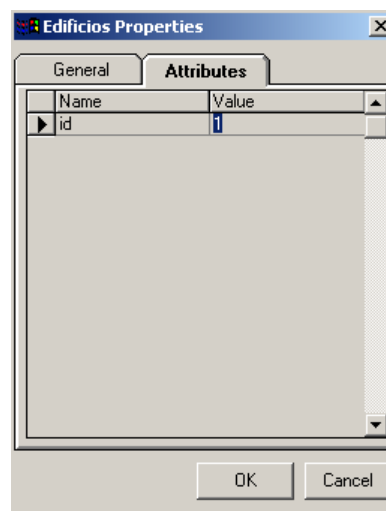 Edificios Properties
General Attributes
Name Value
id 1
OK Cancel